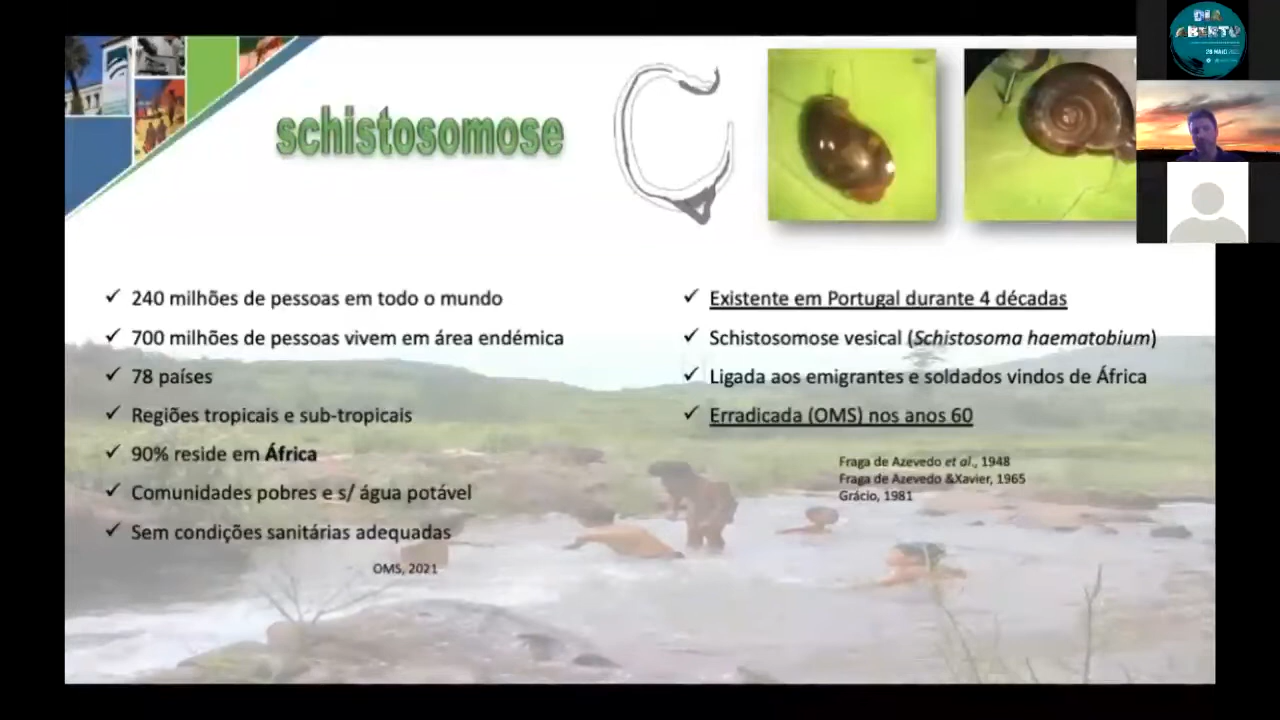 schistosomose
DIA
ABERTO
240 milhões de pessoas em todo o mundo
700 milhões de pessoas vivem em área endémica
78 países
Regiões tropicais e sub-tropicais
90% reside em África
Comunidades pobres e s/ água potável
Sem condições sanitárias adequadas
OMS, 2021
Existente em Portugal durante 4 décadas
Schistosomose vesical (Schistosoma haematobium)
Ligada aos emigrantes e soldados vindos de África
Erradicada (OMS) nos anos 60
Fraga de Azevedo et al., 1948
Fraga de Azevedo &Xavier, 1965
Grácio, 1981